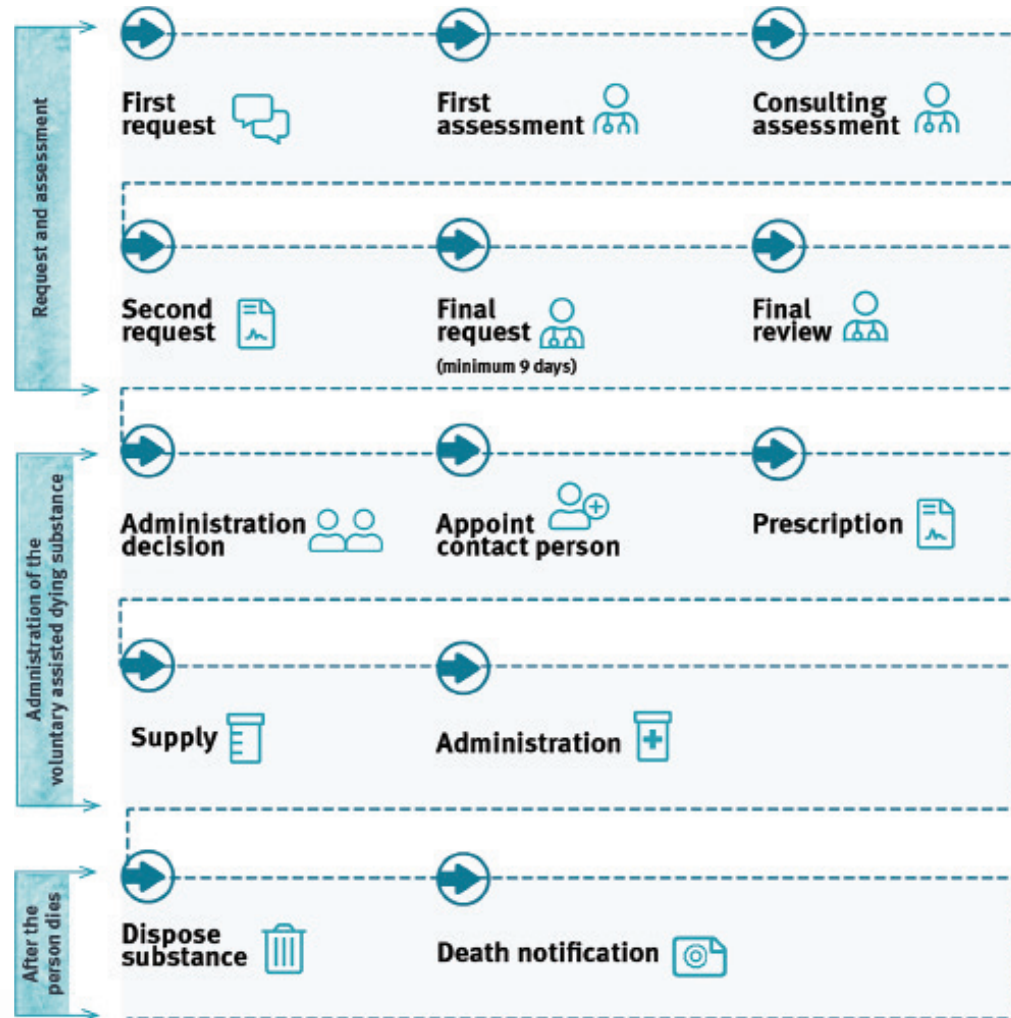 Request and assessment
First
request
First
assessment
Consulting
assessment
Second
request
Final
request
(minimum 9 days)
Final
review
Admnistration of the
voluntary assisted dying substance
Administration
decision
Appoint
contact person
Prescription
Supply
Administration
After the
person dies
Dispose
substance
Death notification